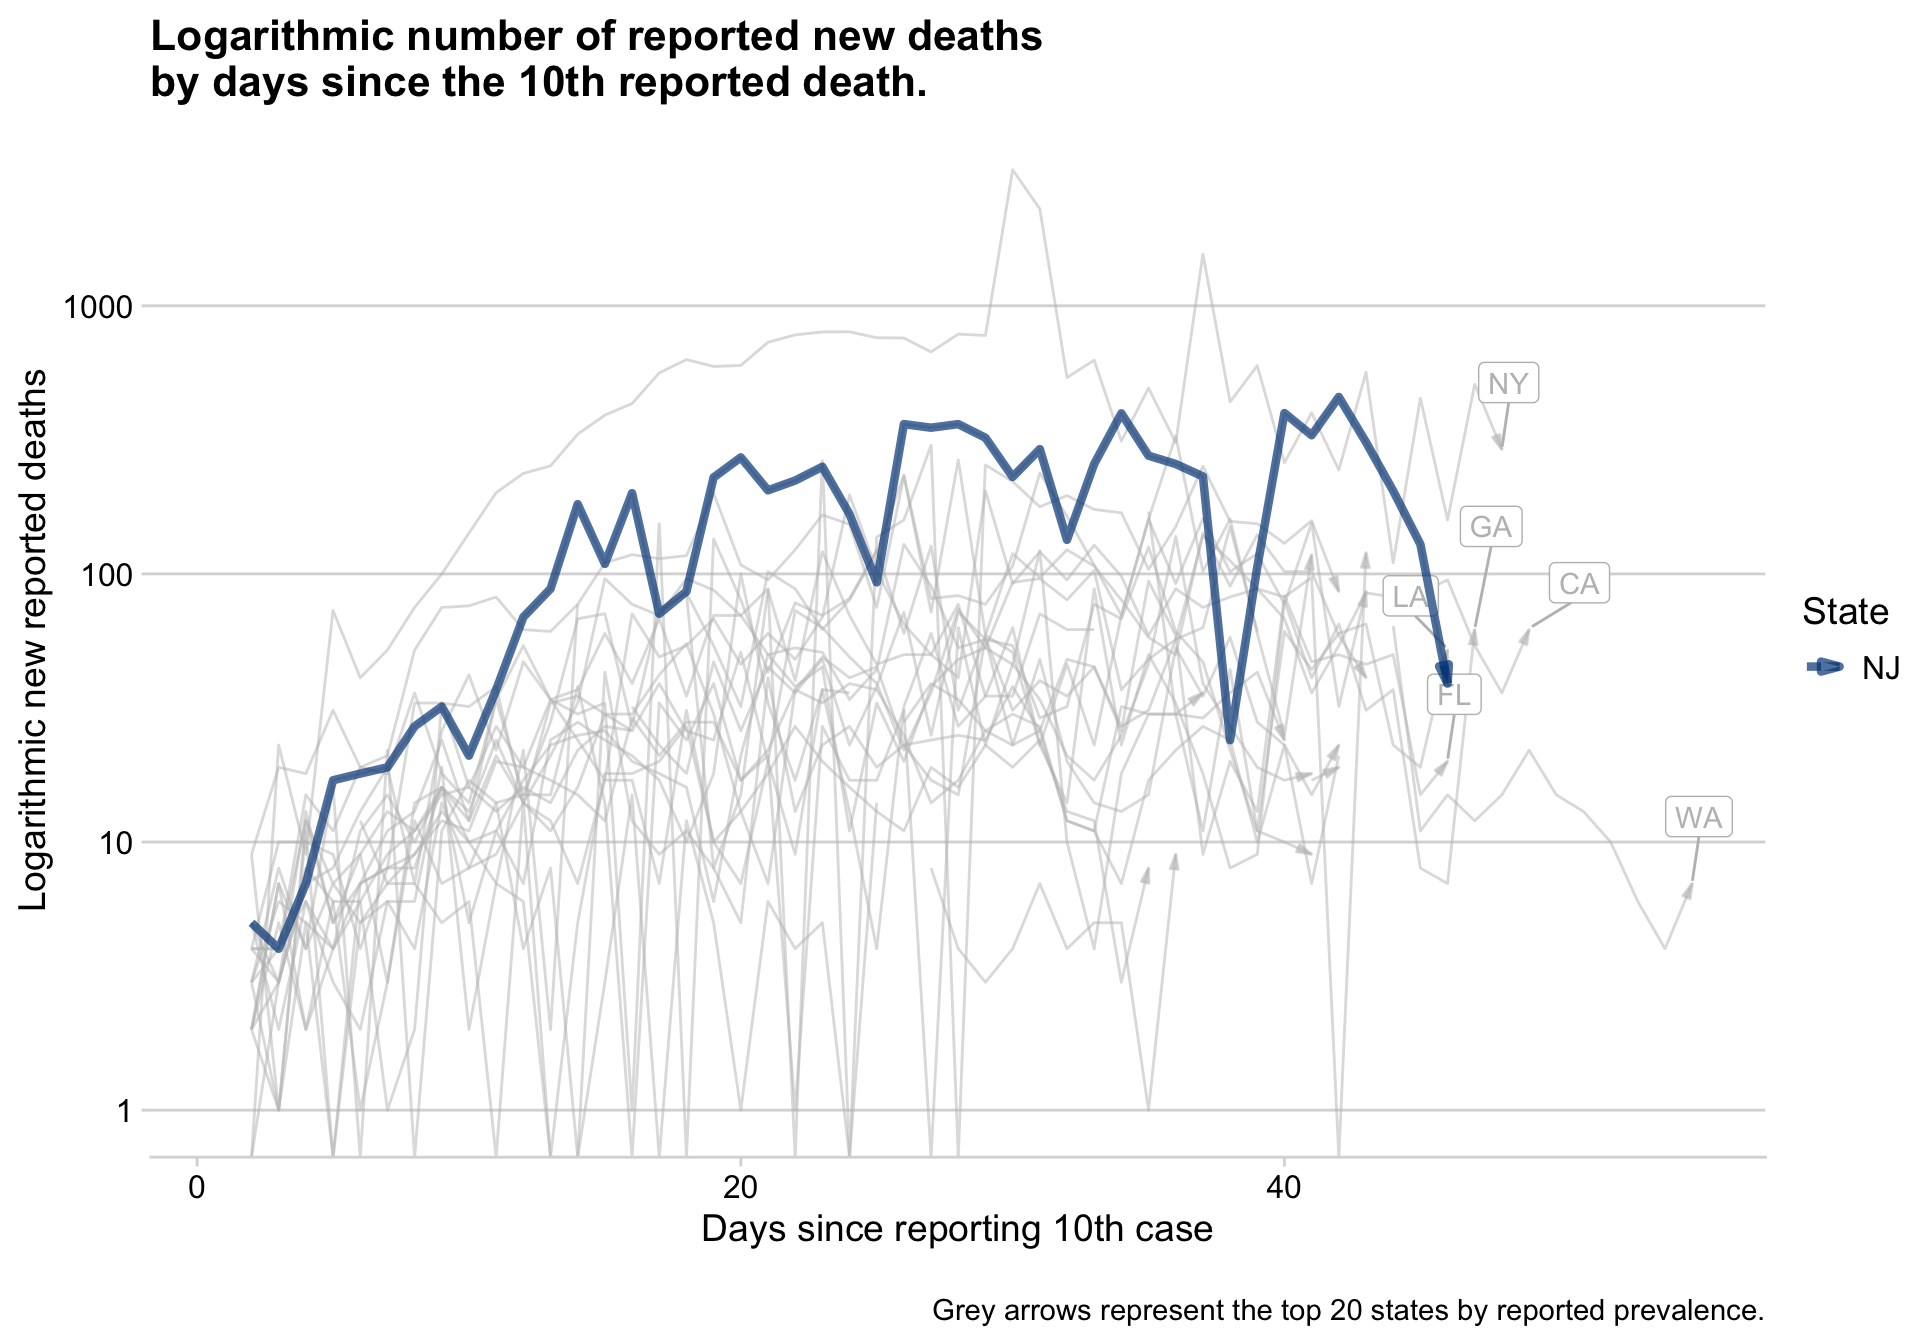 Logarithmic number of reported new deaths
by days since the 10th reported death.
Logarithmic new reported deaths
1000
100
10
1
NY
GA
CA
LA
FL
WA
State
NJ
0 20 40
Days since reporting 10th case
Grey arrows represent the top 20 states by reported prevalence.